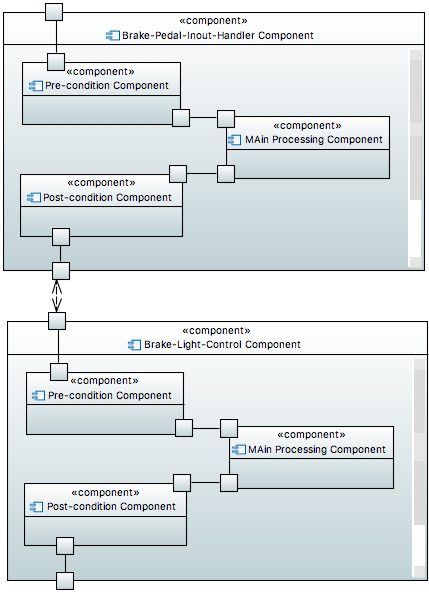 «component»
Brake-Pedal-Inout-Handler Component
«component»
Pre-condition Component
«component»
MAin Processing Component
«component»
Post-condition Component
«component»
Brake-Light-Control Component
«component»
Pre-condition Component
«component»
MAin Processing Component
«component»
Post-condition Component